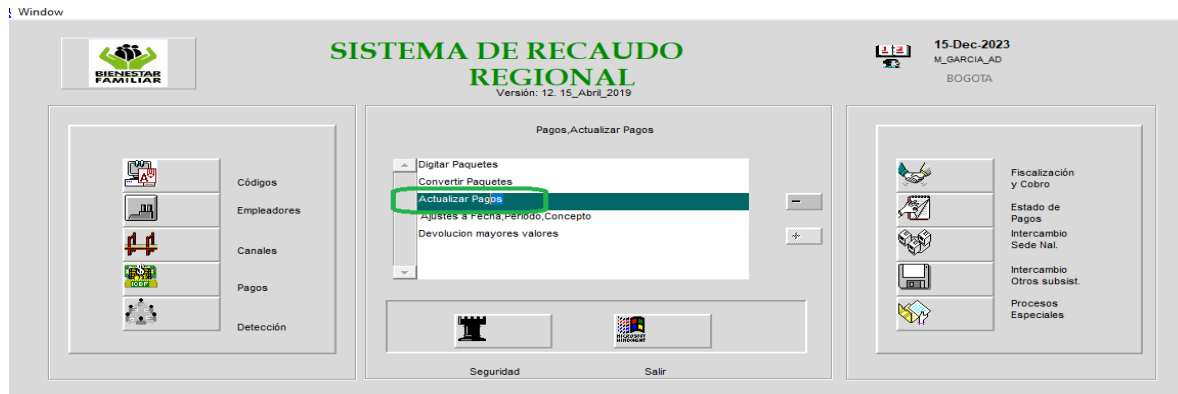 Window
BIENESTAR
FAMILIAR
SISTEMA DE RECAUDO
REGIONAL
Versión: 12. 15_Abril_2019
15-Dec-2023
M_GARCIA_AD
BOGOTA
Códigos
Empleadores
Canales
ICBF
Pagos
Detección
Pagos,Actualizar Pagos
Digitar Paquetes
Convertir Paquetes
Actualizar Pagos
Ajustes a Fecha,Periodo,Concepto
Devolucion mayores valores
Seguridad
MICROSOFT
Salir
Fiscalización
y Cobro
Estado de
Pagos
Intercambio
Sede Nal.
Intercambio
Otros subsist.
Procesos
Especiales